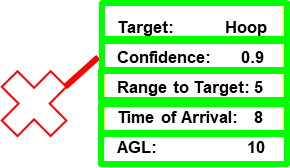 Target: Hoop
Confidence: 0.9
Range to Target: 5
Time of Arrival: 8
AGL: 10